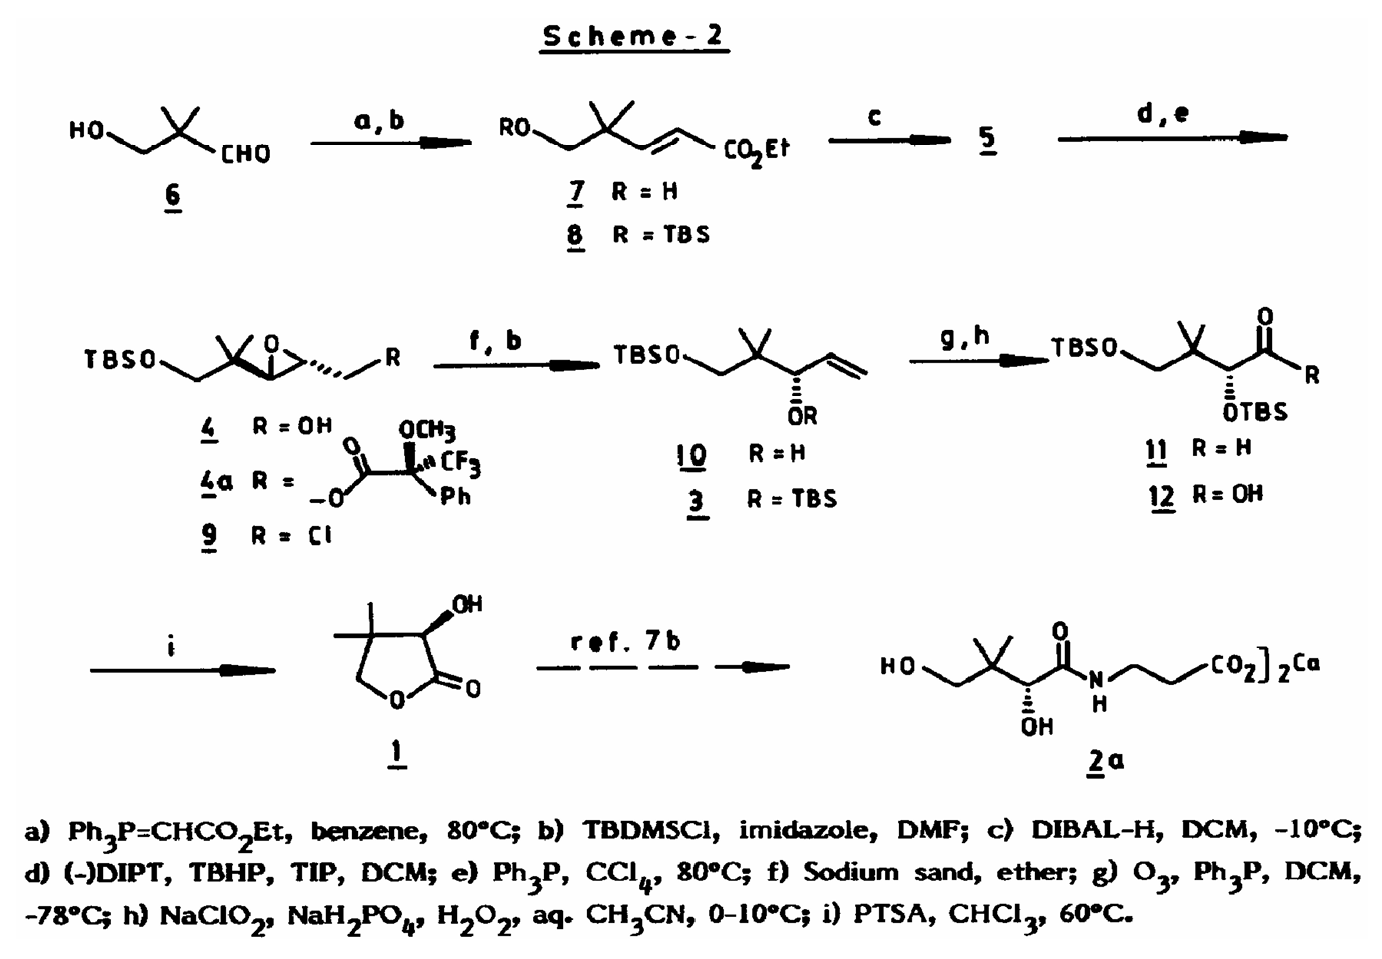 Scheme-2
HO
CHO
6
a,b
RO
CO2Et
7 R = H
8 R = TBS
c
5
d,e
TBSO
O
R
4 R = OH
4a R =
O
OCH3
CF3
Ph
-O
9 R = Cl
f, b
TBSO
OR
10 R = H
3 R = TBS
g,h
TBSO
O
R
OTBS
11 R = H
12 R = OH
i
OH
O
O
1
ref. 7b
HO
O
N
H
OH
CO2]2Ca
2a
a) Ph3P=CHCO2Et, benzene, 80°C; b) TBDMSCl, imidazole, DMF; c) DIBAL-H, DCM, -10°C;
d) (-)DIPT, TBHP, TIP, DCM; e) Ph3P, CCl4, 80°C; f) Sodium sand, ether; g) O3, Ph3P, DCM,
-78°C; h) NaClO2, NaH2PO4, H2O2, aq. CH3CN, 0-10°C; i) PTSA, CHCl3, 60°C.